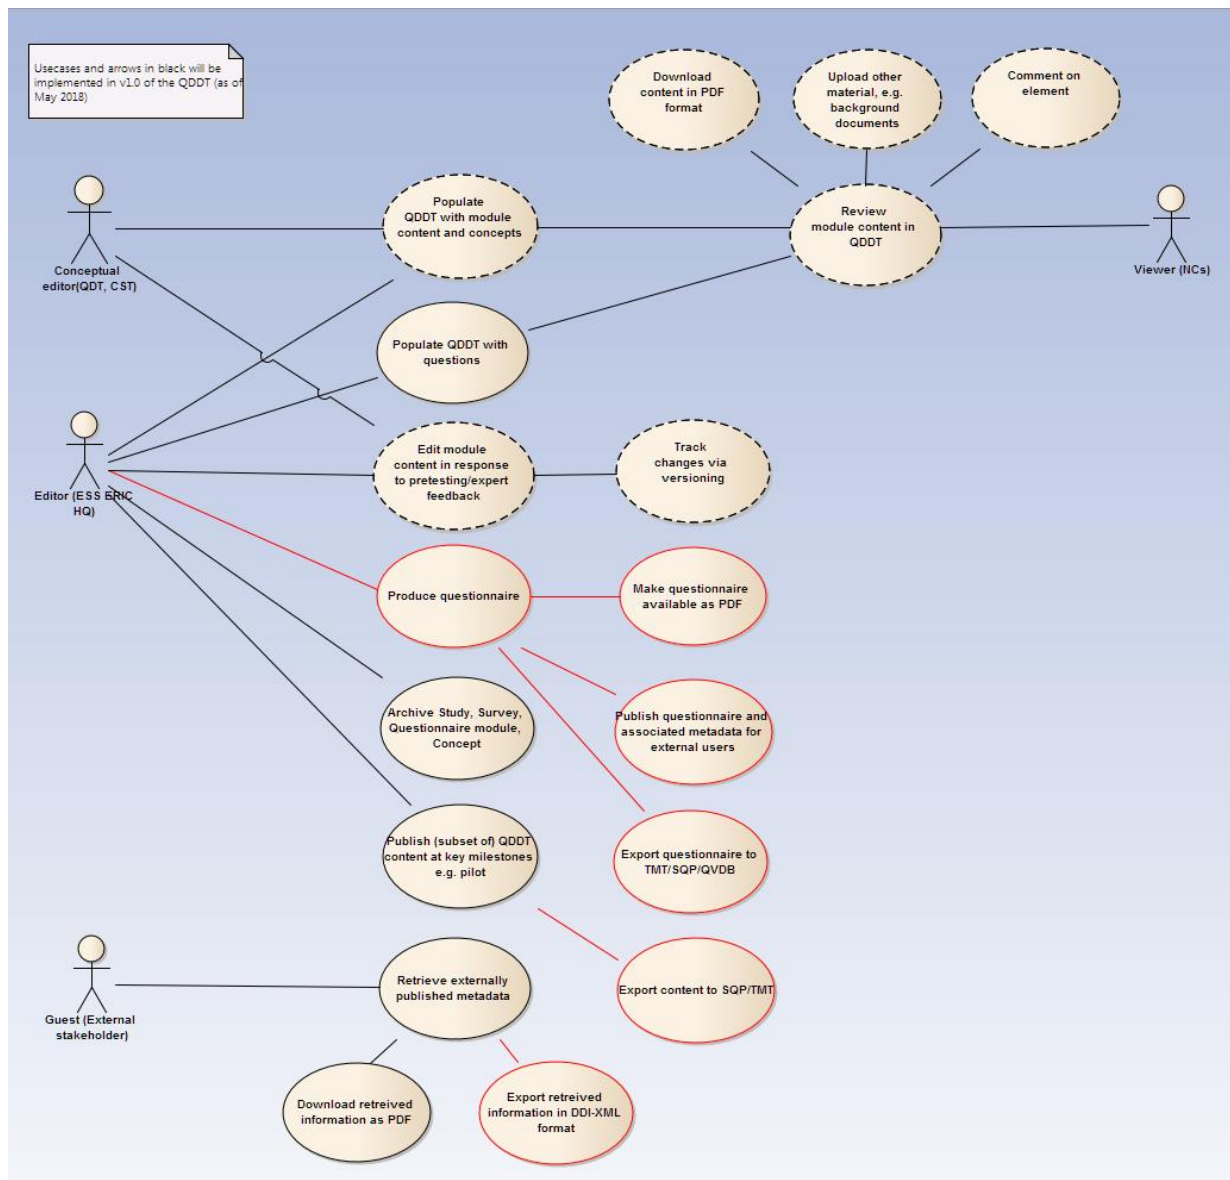 Usecases and arrows in black will be
implemented in v1.0 of the QDDT (as of
May 2018)
Download
content in PDF
format
Upload other
material, e.g.
background
documents
Comment on
element
Populate
QDDT with module
content and concepts
Review
module content in
QDDT
Conceptual
editor(QDT, CST)
Viewer (NCs)
Populate QDDT with
questions
Edit module
content in response
to pretesting/expert
feedback
Track
changes via
versioning
Editor (ESS ERIC
HQ)
Produce questionnaire
Make questionnaire
available as PDF
Archive Study, Survey,
Questionnaire module,
Concept
Publish questionnaire and
associated metadata for
external users
Publish (subset of) QDDT
content at key milestones
e.g. pilot
Export questionnaire to
TMT/SQP/QVDB
Retrieve externally
published metadata
Export content to SQP/TMT
Guest (External
stakeholder)
Download retreived
information as PDF
Export retreived
information in DDI-XML
format